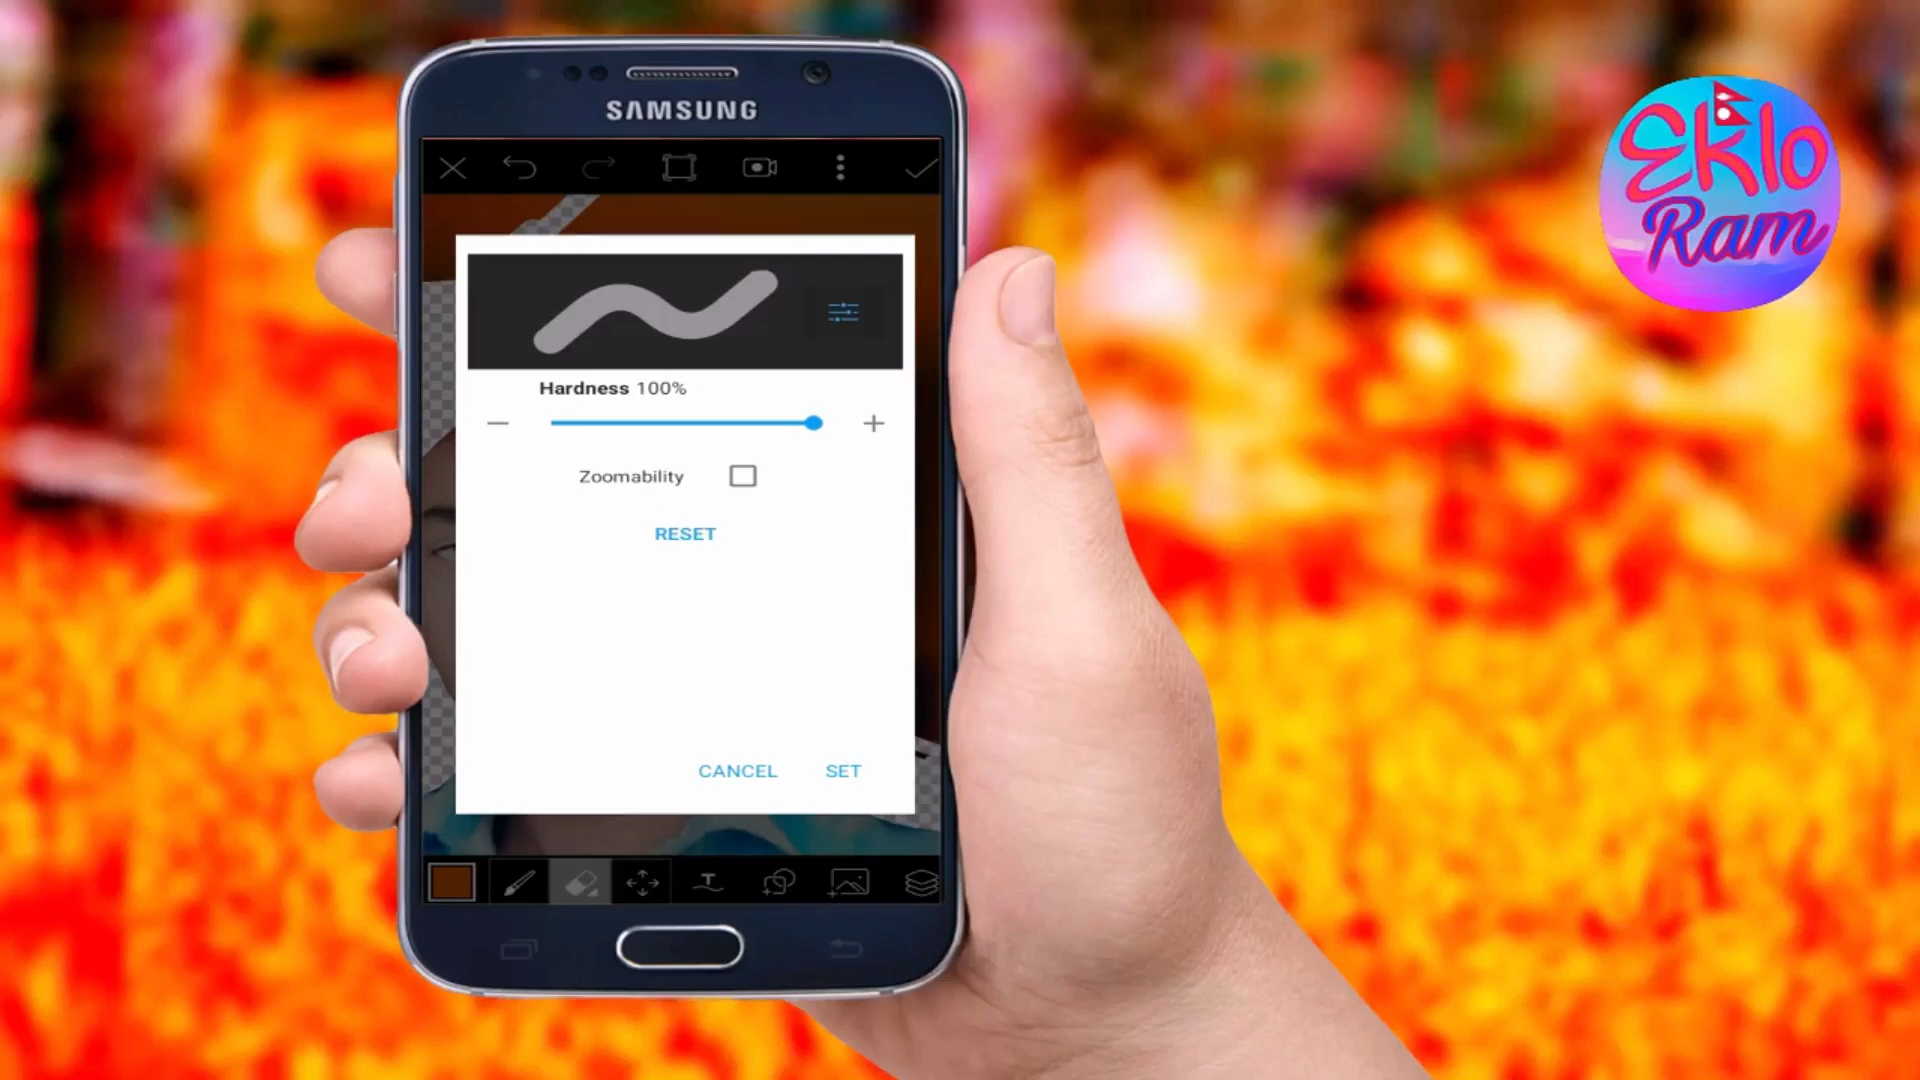 SAMSUNG
Eklo
Ram
Hardness 100%
Zoomability
RESET
CANCEL
SET
T